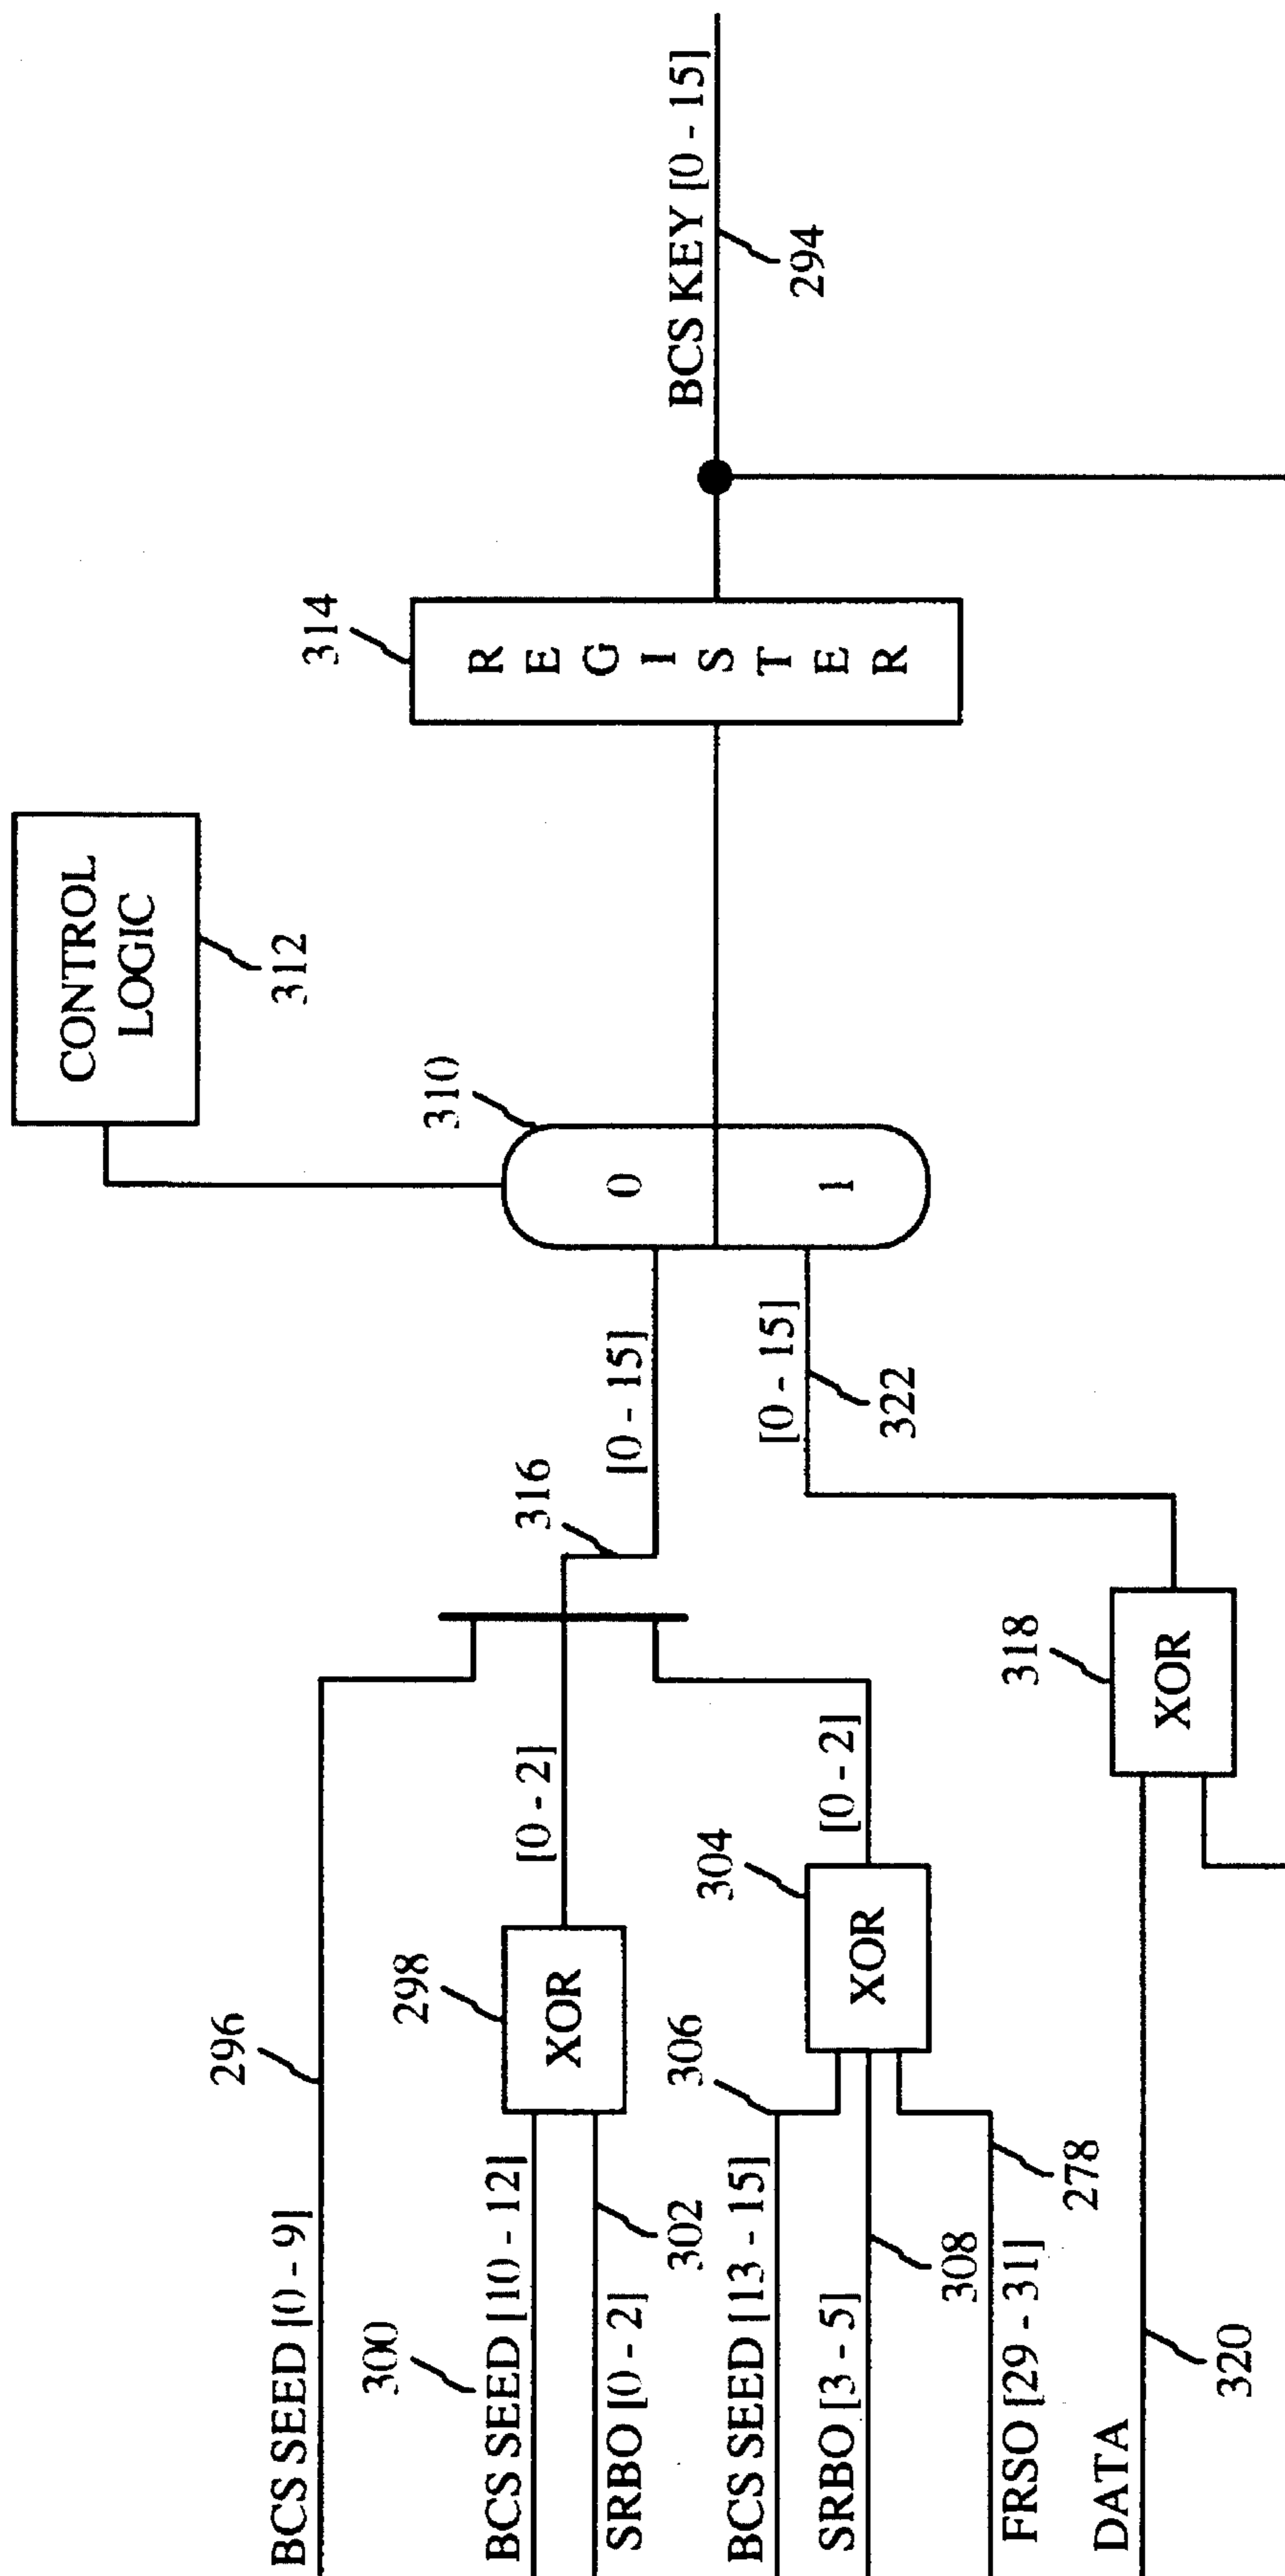 BCS SEED [0 - 9]
296
300
BCS SEED [10 - 12]
SRBO [0 - 2]
302
298
XOR
[0 - 2]
BCS SEED [13 - 15]
306
SRBO [3 - 5]
308
FRSO [29 - 31]
278
304
XOR
[0 - 2]
DATA
320
318
XOR
316
[0 - 15]
[0 - 15]
322
310
0
1
CONTROL
LOGIC
312
314
REGISTER
BCS KEY [0 - 15]
294